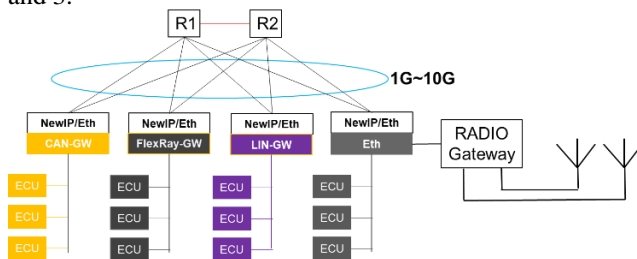 and 3.
R1 R2
1G~10G
NewIP/Eth NewIP/Eth NewIP/Eth NewIP/Eth
CAN-GW FlexRay-GW LIN-GW Eth
RADIO
Gateway
ECU ECU ECU ECU
ECU ECU ECU ECU
ECU ECU ECU ECU